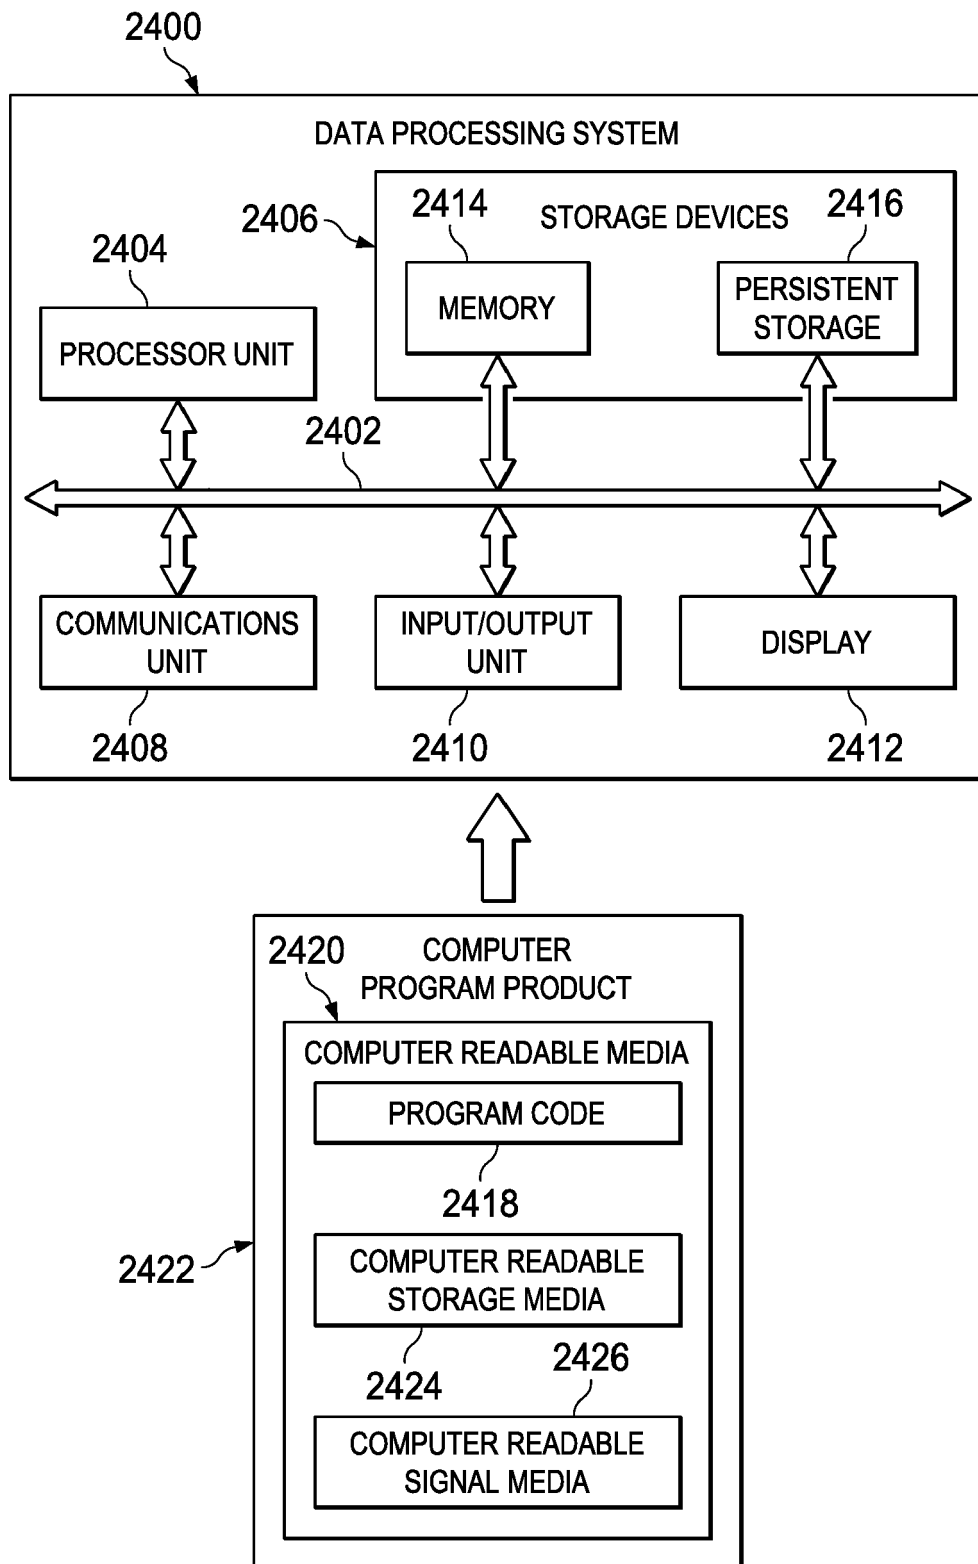 2400
DATA PROCESSING SYSTEM
2406
2414
STORAGE DEVICES
2416
2404
MEMORY
PERSISTENT
STORAGE
PROCESSOR UNIT
2402
COMMUNICATIONS
UNIT
INPUT/OUTPUT
UNIT
DISPLAY
2408
2410
2412
2420
COMPUTER
PROGRAM PRODUCT
COMPUTER READABLE MEDIA
PROGRAM CODE
2418
2422
COMPUTER READABLE
STORAGE MEDIA
2424
2426
COMPUTER READABLE
SIGNAL MEDIA